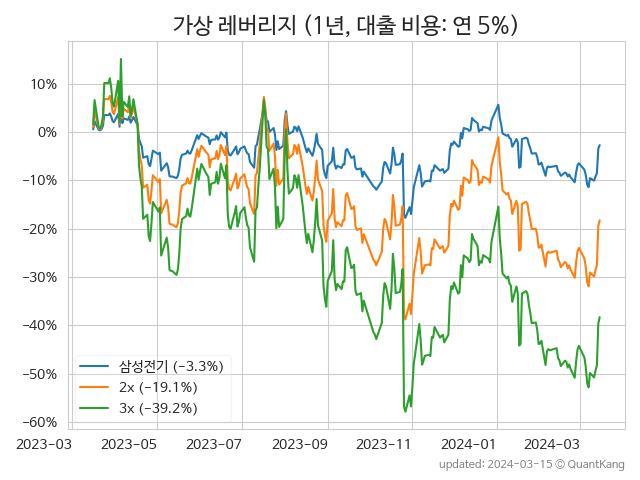 가상 레버리지 (1년, 대출 비용: 연 5%)
10%
0%
−10%
−20%
−30%
−40%
−50%
−60%
삼성전기 (−3.3%)
2x (−19.1%)
3x (−39.2%)
2023-03 2023-05 2023-07 2023-09 2023-11 2024-01 2024-03
updated: 2024-03-15 © QuantKang